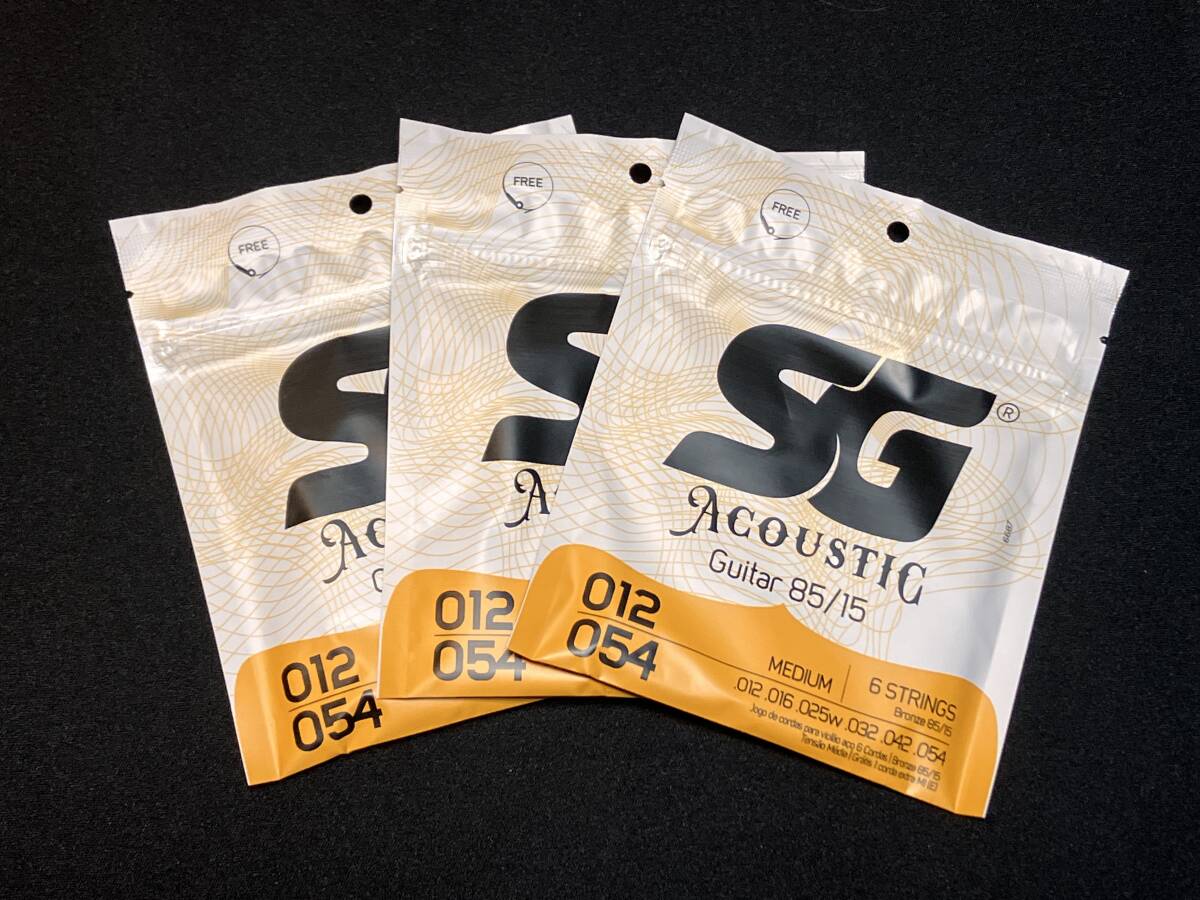 FREE
S
AC
G
012
054
FREE
S
A
012
054
FREE
SG®
ACOUSTIC
Guitar 85/15
012
054
MEDIUM
6 STRINGS
Bronze 85/15
.012 .016 .025w .032 .042 .054
Jogo de cordas para violão aço 6 Cordas | Bronze 85/15
Tensão Média | Grátis 1 corda extra MI (E)